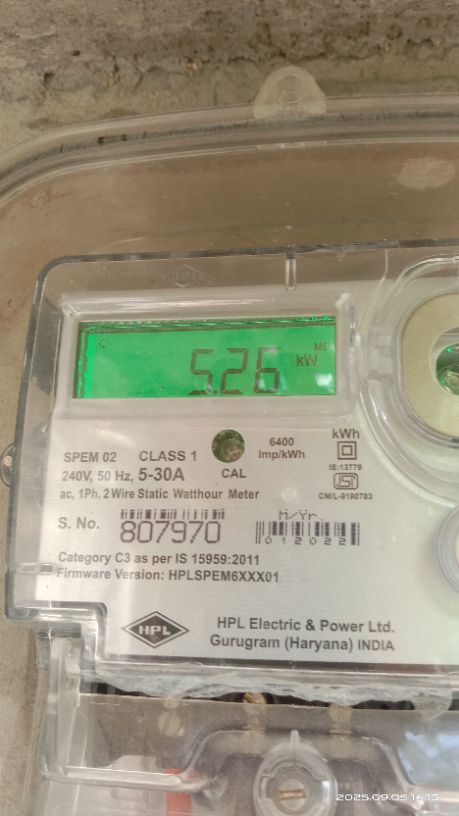 MD
5.26 kW
SPEM 02 CLASS 1
240V, 50 Hz, 5-30A
ac, 1Ph, 2Wire Static Watthour Meter
CAL
6400
imp/kWh
kWh
IS:13779
ISI
CM/L-9190783
S. No. 807970
M/Yr
012022
Category C3 as per IS 15959:2011
Firmware Version: HPLSPEM6XXX01
HPL
HPL Electric & Power Ltd.
Gurugram (Haryana) INDIA
2025.09.05 14:13